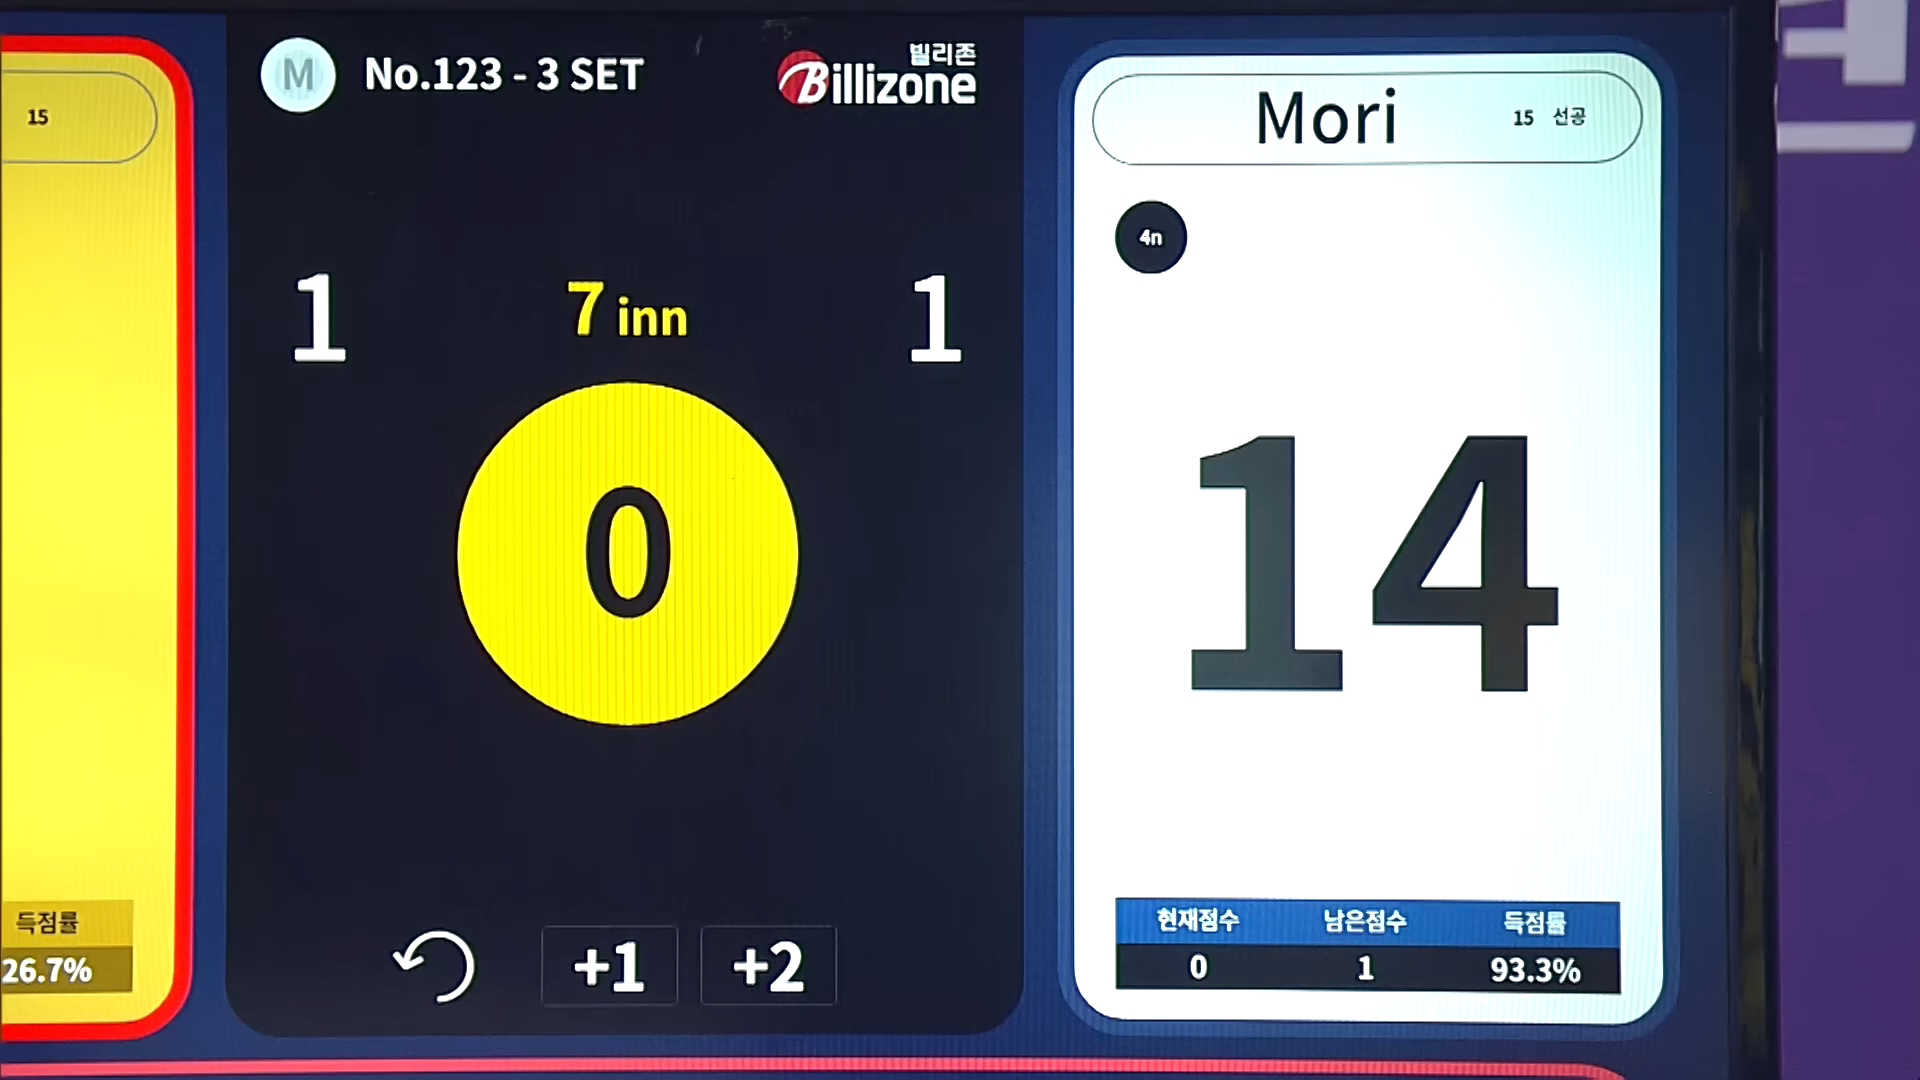 15
득점률
26.7%
M No.123 - 3 SET
빌리존
Billizone
1 7 inn 1
0
+1 +2
Mori 15 선공
4n
14
현재점수 남은점수 득점률
0 1 93.3%